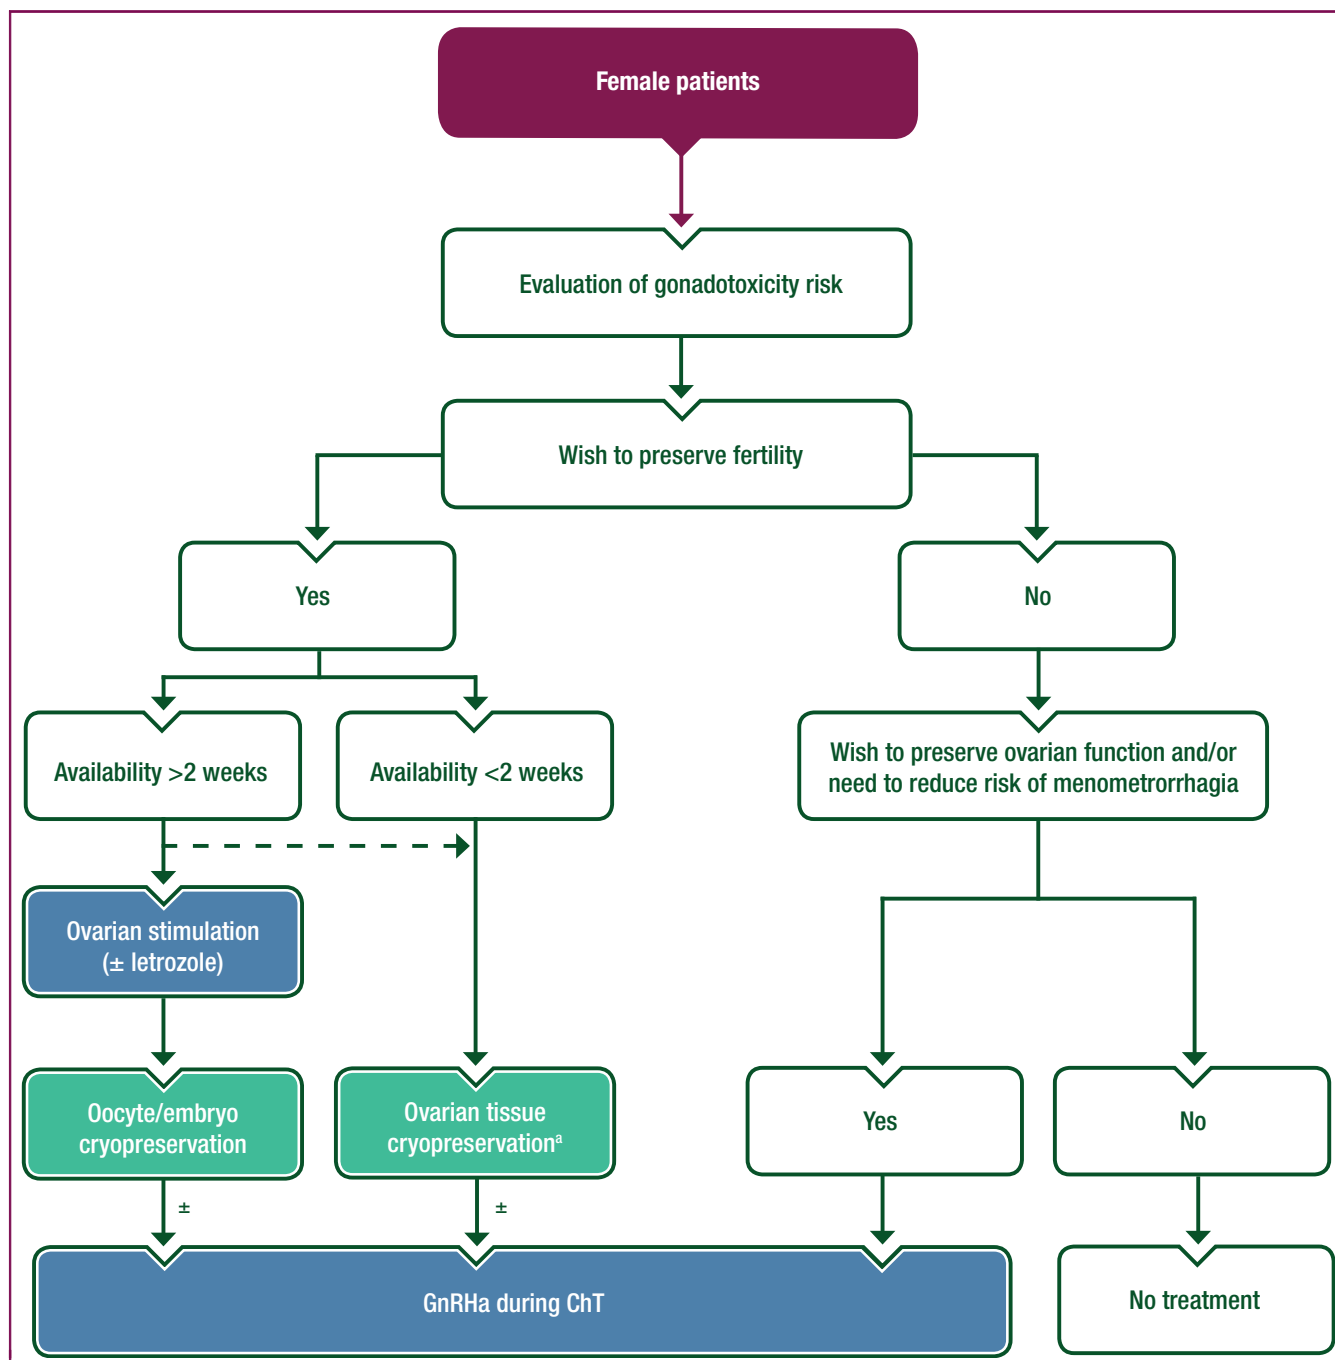 Female patients
Evaluation of gonadotoxicity risk
Wish to preserve fertility
Yes
No
Availability >2 weeks
Availability <2 weeks
Wish to preserve ovarian function and/or
need to reduce risk of menometrorrhagia
Ovarian stimulation
(± letrozole)
Oocyte/embryo
cryopreservation
Ovarian tissue
cryopreservationᵃ
Yes
No
±
±
GnRHa during ChT
No treatment